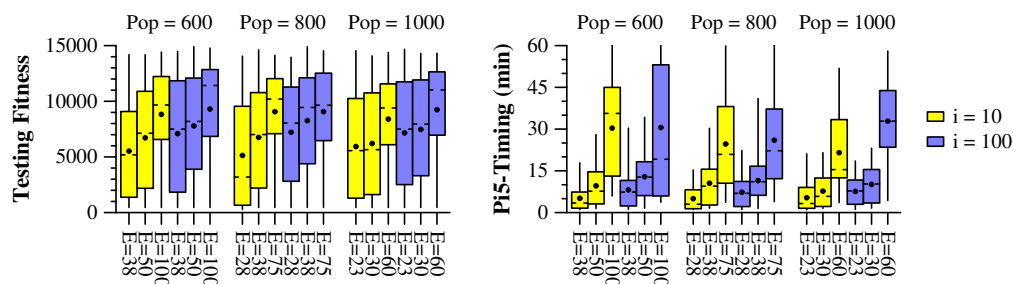 Pop = 600 Pop = 800 Pop = 1000
Testing Fitness
15000
10000
5000
0
E=38 E=50 E=100 E=38 E=50 E=100 E=28 E=38 E=75 E=28 E=38 E=75 E=23 E=30 E=60 E=23 E=30 E=60
Pop = 600 Pop = 800 Pop = 1000
Pi5-Timing (min)
60
45
30
15
0
E=38 E=50 E=100 E=38 E=50 E=100 E=28 E=38 E=75 E=28 E=38 E=75 E=23 E=30 E=60 E=23 E=30 E=60
i = 10
i = 100